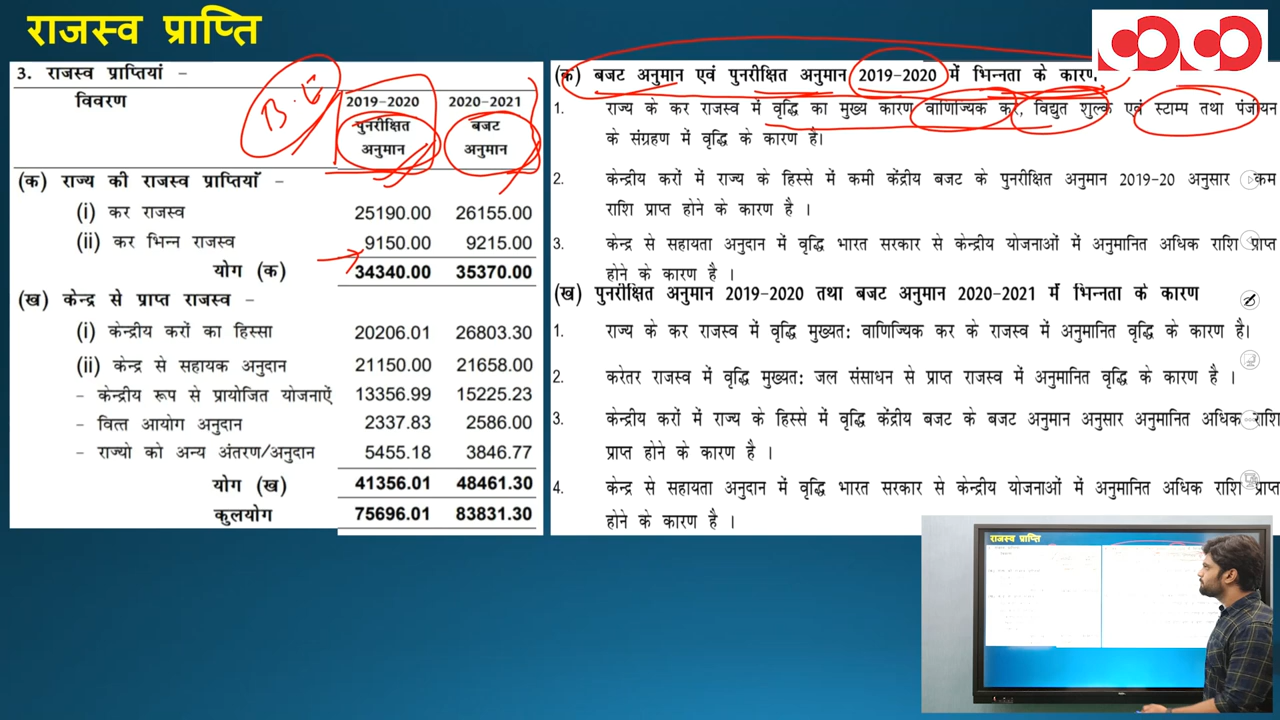 राजस्व प्राप्ति
3. राजस्व प्राप्तियां –
विवरण
2019-2020
पुनरीक्षित
अनुमान
2020-2021
बजट
अनुमान
B.E
(क) राज्य की राजस्व प्राप्तियाँ –
(i) कर राजस्व 25190.00 26155.00
(ii) कर भिन्न राजस्व 9150.00 9215.00
योग (क) 34340.00 35370.00
(ख) केन्द्र से प्राप्त राजस्व –
(i) केन्द्रीय करों का हिस्सा 20206.01 26803.30
(ii) केन्द्र से सहायक अनुदान 21150.00 21658.00
- केन्द्रीय रूप से प्रायोजित योजनाऐं 13356.99 15225.23
- वित्त आयोग अनुदान 2337.83 2586.00
- राज्यो को अन्य अंतरण/अनुदान 5455.18 3846.77
योग (ख) 41356.01 48461.30
कुलयोग 75696.01 83831.30
(क) बजट अनुमान एवं पुनरीक्षित अनुमान 2019-2020 में भिन्नता के कारण
1. राज्य के कर राजस्व में वृद्धि का मुख्य कारण वाणिज्यिक कर, विद्युत शुल्क एवं स्टाम्प तथा पंजीयन
के संग्रहण में वृद्धि के कारण है।
2. केन्द्रीय करों में राज्य के हिस्से में कमी केंद्रीय बजट के पुनरीक्षित अनुमान 2019-20 अनुसार कम
राशि प्राप्त होने के कारण है ।
3. केन्द्र से सहायता अनुदान में वृद्धि भारत सरकार से केन्द्रीय योजनाओं में अनुमानित अधिक राशि प्राप्त
होने के कारण है ।
(ख) पुनरीक्षित अनुमान 2019-2020 तथा बजट अनुमान 2020-2021 में भिन्नता के कारण
1. राज्य के कर राजस्व में वृद्धि मुख्यत: वाणिज्यिक कर के राजस्व में अनुमानित वृद्धि के कारण है।
2. करेतर राजस्व में वृद्धि मुख्यत: जल संसाधन से प्राप्त राजस्व में अनुमानित वृद्धि के कारण है ।
3. केन्द्रीय करों में राज्य के हिस्से में वृद्धि केंद्रीय बजट के बजट अनुमान अनुसार अनुमानित अधिक राशि
प्राप्त होने के कारण है ।
4. केन्द्र से सहायता अनुदान में वृद्धि भारत सरकार से केन्द्रीय योजनाओं में अनुमानित अधिक राशि प्राप्त
होने के कारण है ।
राजस्व प्राप्ति